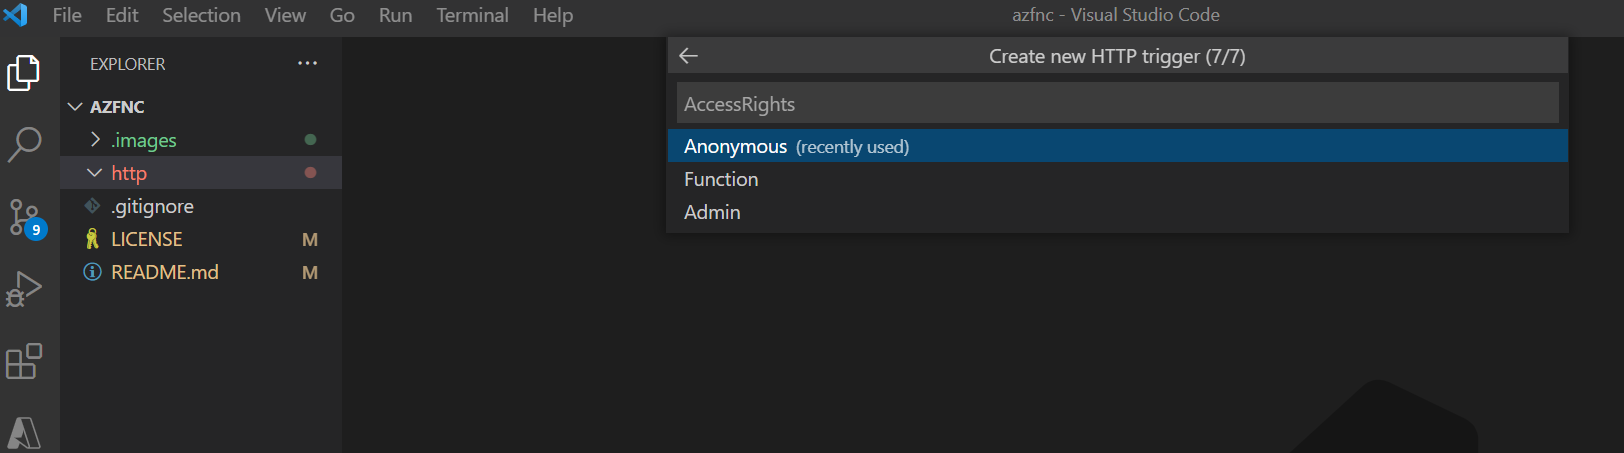 File Edit Selection View Go Run Terminal Help
azfnc - Visual Studio Code
EXPLORER
AZFNC
.images
http
.gitignore
LICENSE M
README.md M
9
Create new HTTP trigger (7/7)
AccessRights
Anonymous (recently used)
Function
Admin